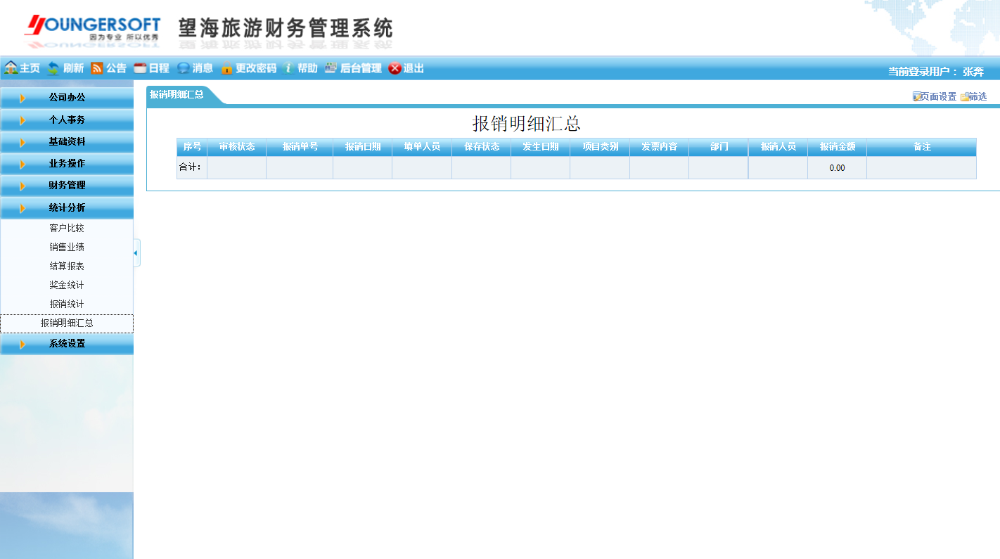 YOUNGERSOFT
因为专业 所以优秀
望海旅游财务管理系统
主页 刷新 公告 日程 消息 更改密码 帮助 后台管理 退出
当前登录用户： 张奔
公司办公
个人事务
基础资料
业务操作
财务管理
统计分析
客户比较
销售业绩
结算报表
奖金统计
报销统计
报销明细汇总
系统设置
报销明细汇总
页面设置 筛选
报销明细汇总
序号 审核状态 报销单号 报销日期 填单人员 保存状态 发生日期 项目类别 发票内容 部门 报销人员 报销金额 备注
合计： 0.00